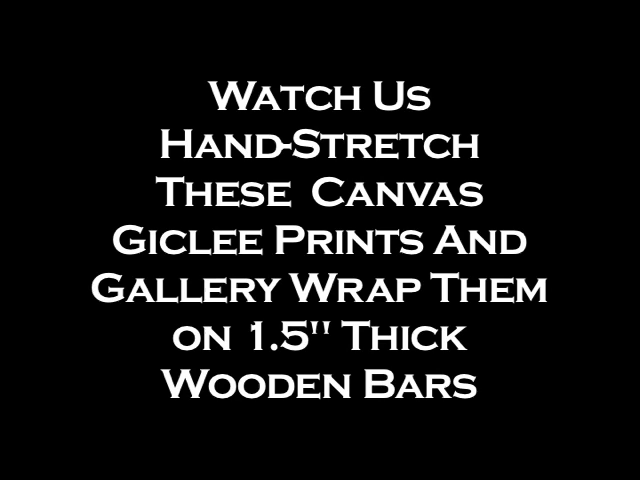 Watch Us
Hand-Stretch
These Canvas
Giclee Prints And
Gallery Wrap Them
on 1.5" Thick
Wooden Bars